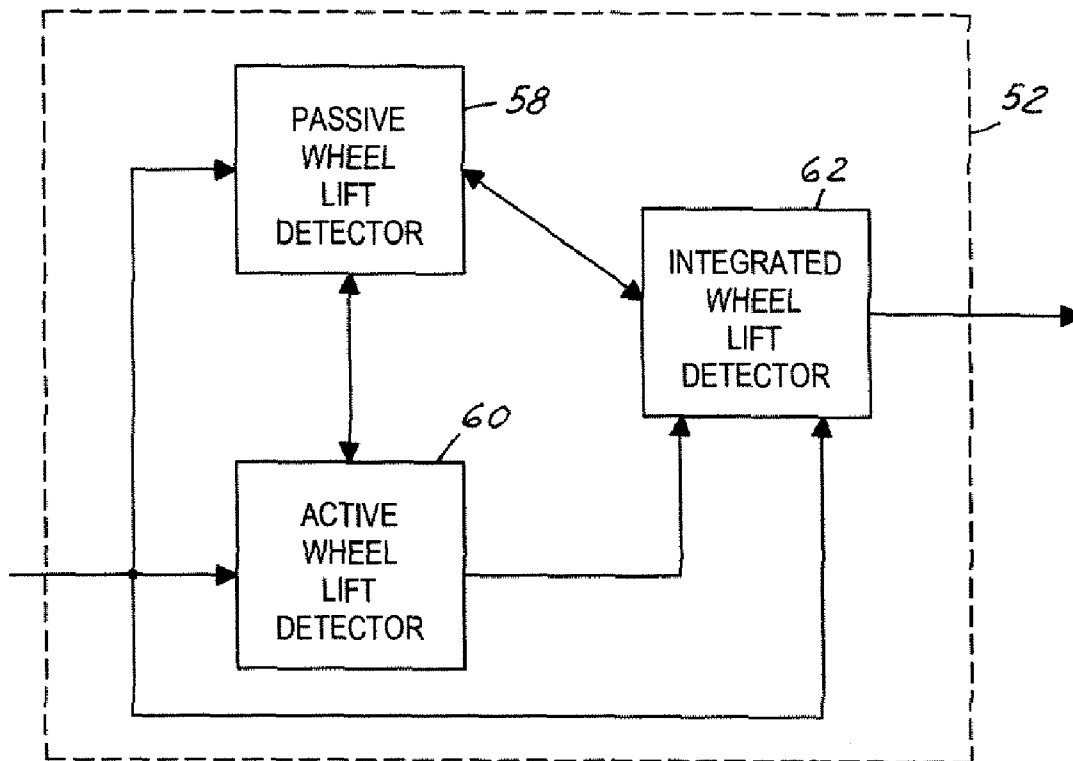 PASSIVE
WHEEL
LIFT
DETECTOR
58
52
62
INTEGRATED
WHEEL
LIFT
DETECTOR
60
ACTIVE
WHEEL
LIFT
DETECTOR